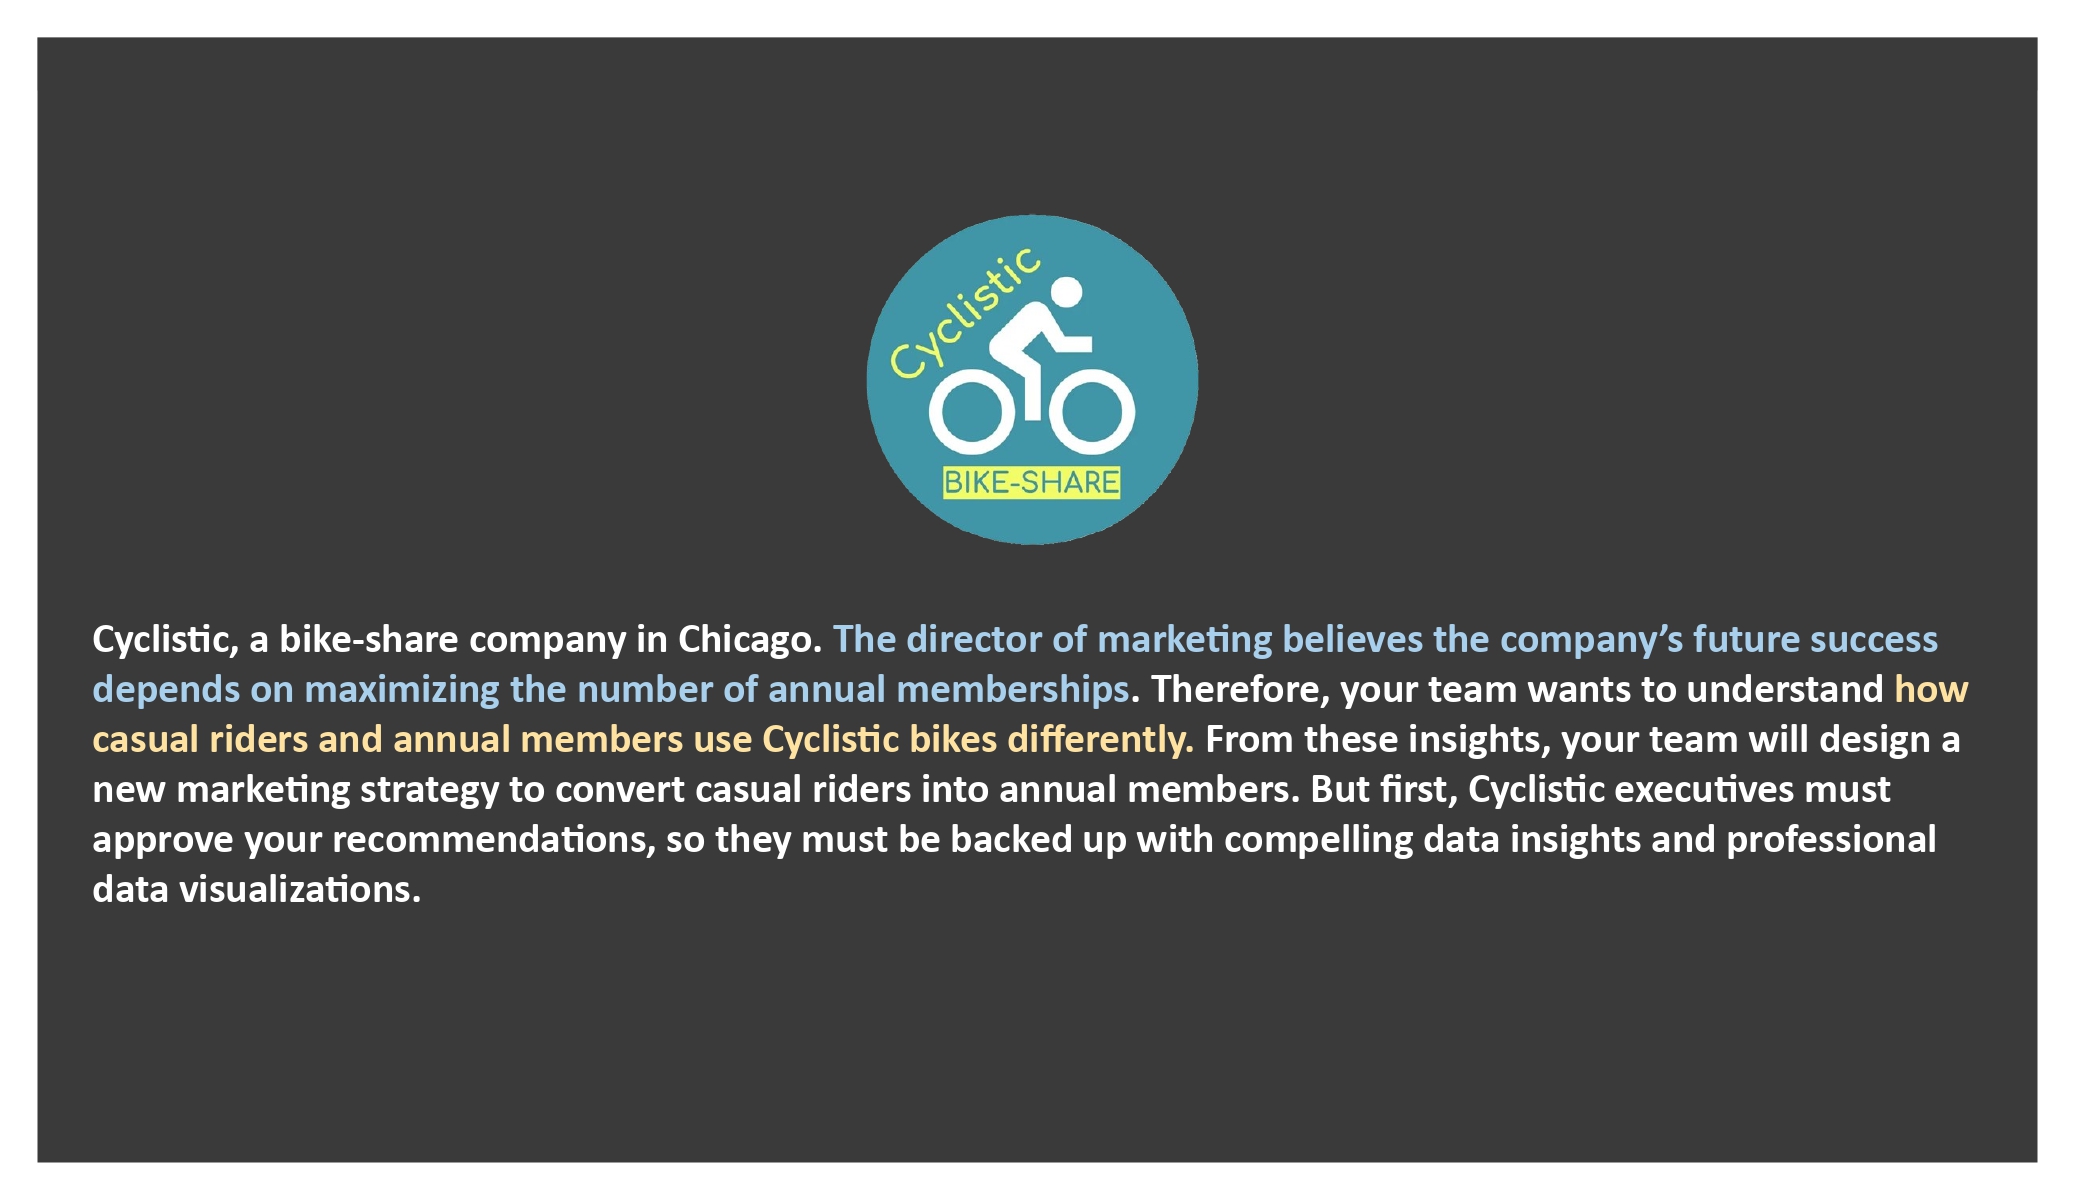 Cyclistic
BIKE-SHARE
Cyclistic, a bike-share company in Chicago. The director of marketing believes the company’s future success
depends on maximizing the number of annual memberships. Therefore, your team wants to understand how
casual riders and annual members use Cyclistic bikes differently. From these insights, your team will design a
new marketing strategy to convert casual riders into annual members. But first, Cyclistic executives must
approve your recommendations, so they must be backed up with compelling data insights and professional
data visualizations.